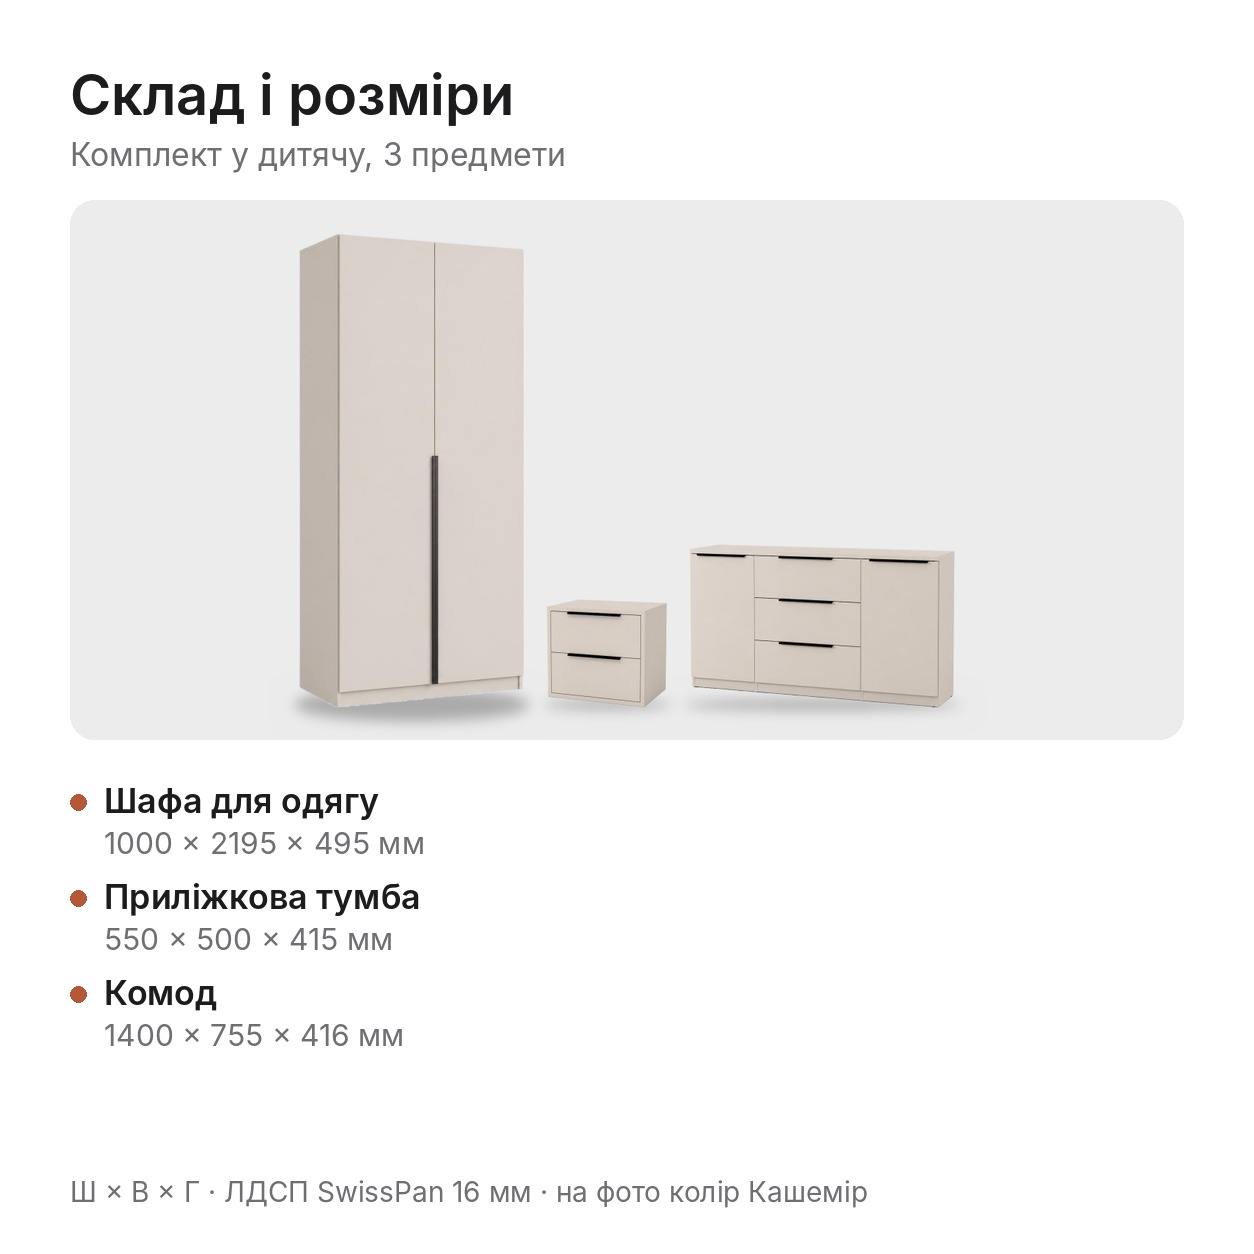 Склад і розміри
Комплект у дитячу, 3 предмети
Шафа для одягу
1000 × 2195 × 495 мм
Приліжкова тумба
550 × 500 × 415 мм
Комод
1400 × 755 × 416 мм
Ш × В × Г · ЛДСП SwissPan 16 мм · на фото колір Кашемір